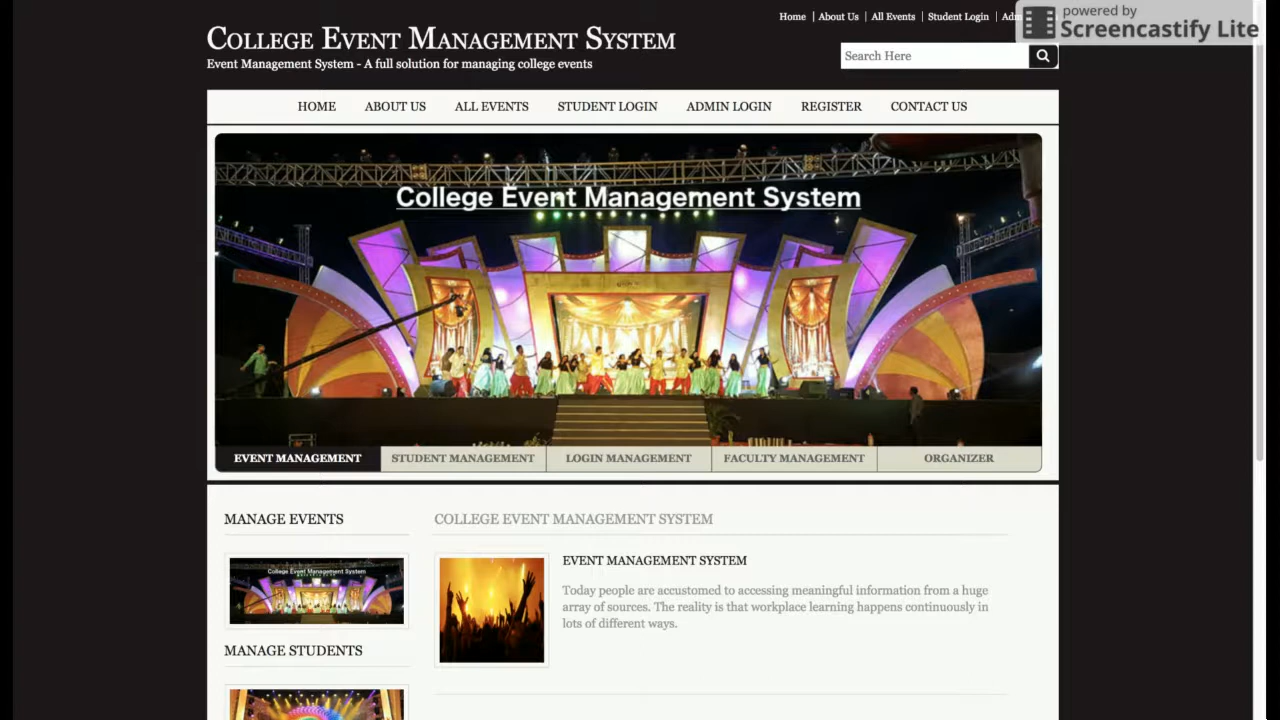 Home | About Us | All Events | Student Login | Adm
powered by
Screencastify Lite
COLLEGE EVENT MANAGEMENT SYSTEM
Event Management System - A full solution for managing college events
Search Here
HOME ABOUT US ALL EVENTS STUDENT LOGIN ADMIN LOGIN REGISTER CONTACT US
College Event Management System
EVENT MANAGEMENT STUDENT MANAGEMENT LOGIN MANAGEMENT FACULTY MANAGEMENT ORGANIZER
MANAGE EVENTS
College Event Management System
MANAGE STUDENTS
COLLEGE EVENT MANAGEMENT SYSTEM
EVENT MANAGEMENT SYSTEM
Today people are accustomed to accessing meaningful information from a huge
array of sources. The reality is that workplace learning happens continuously in
lots of different ways.